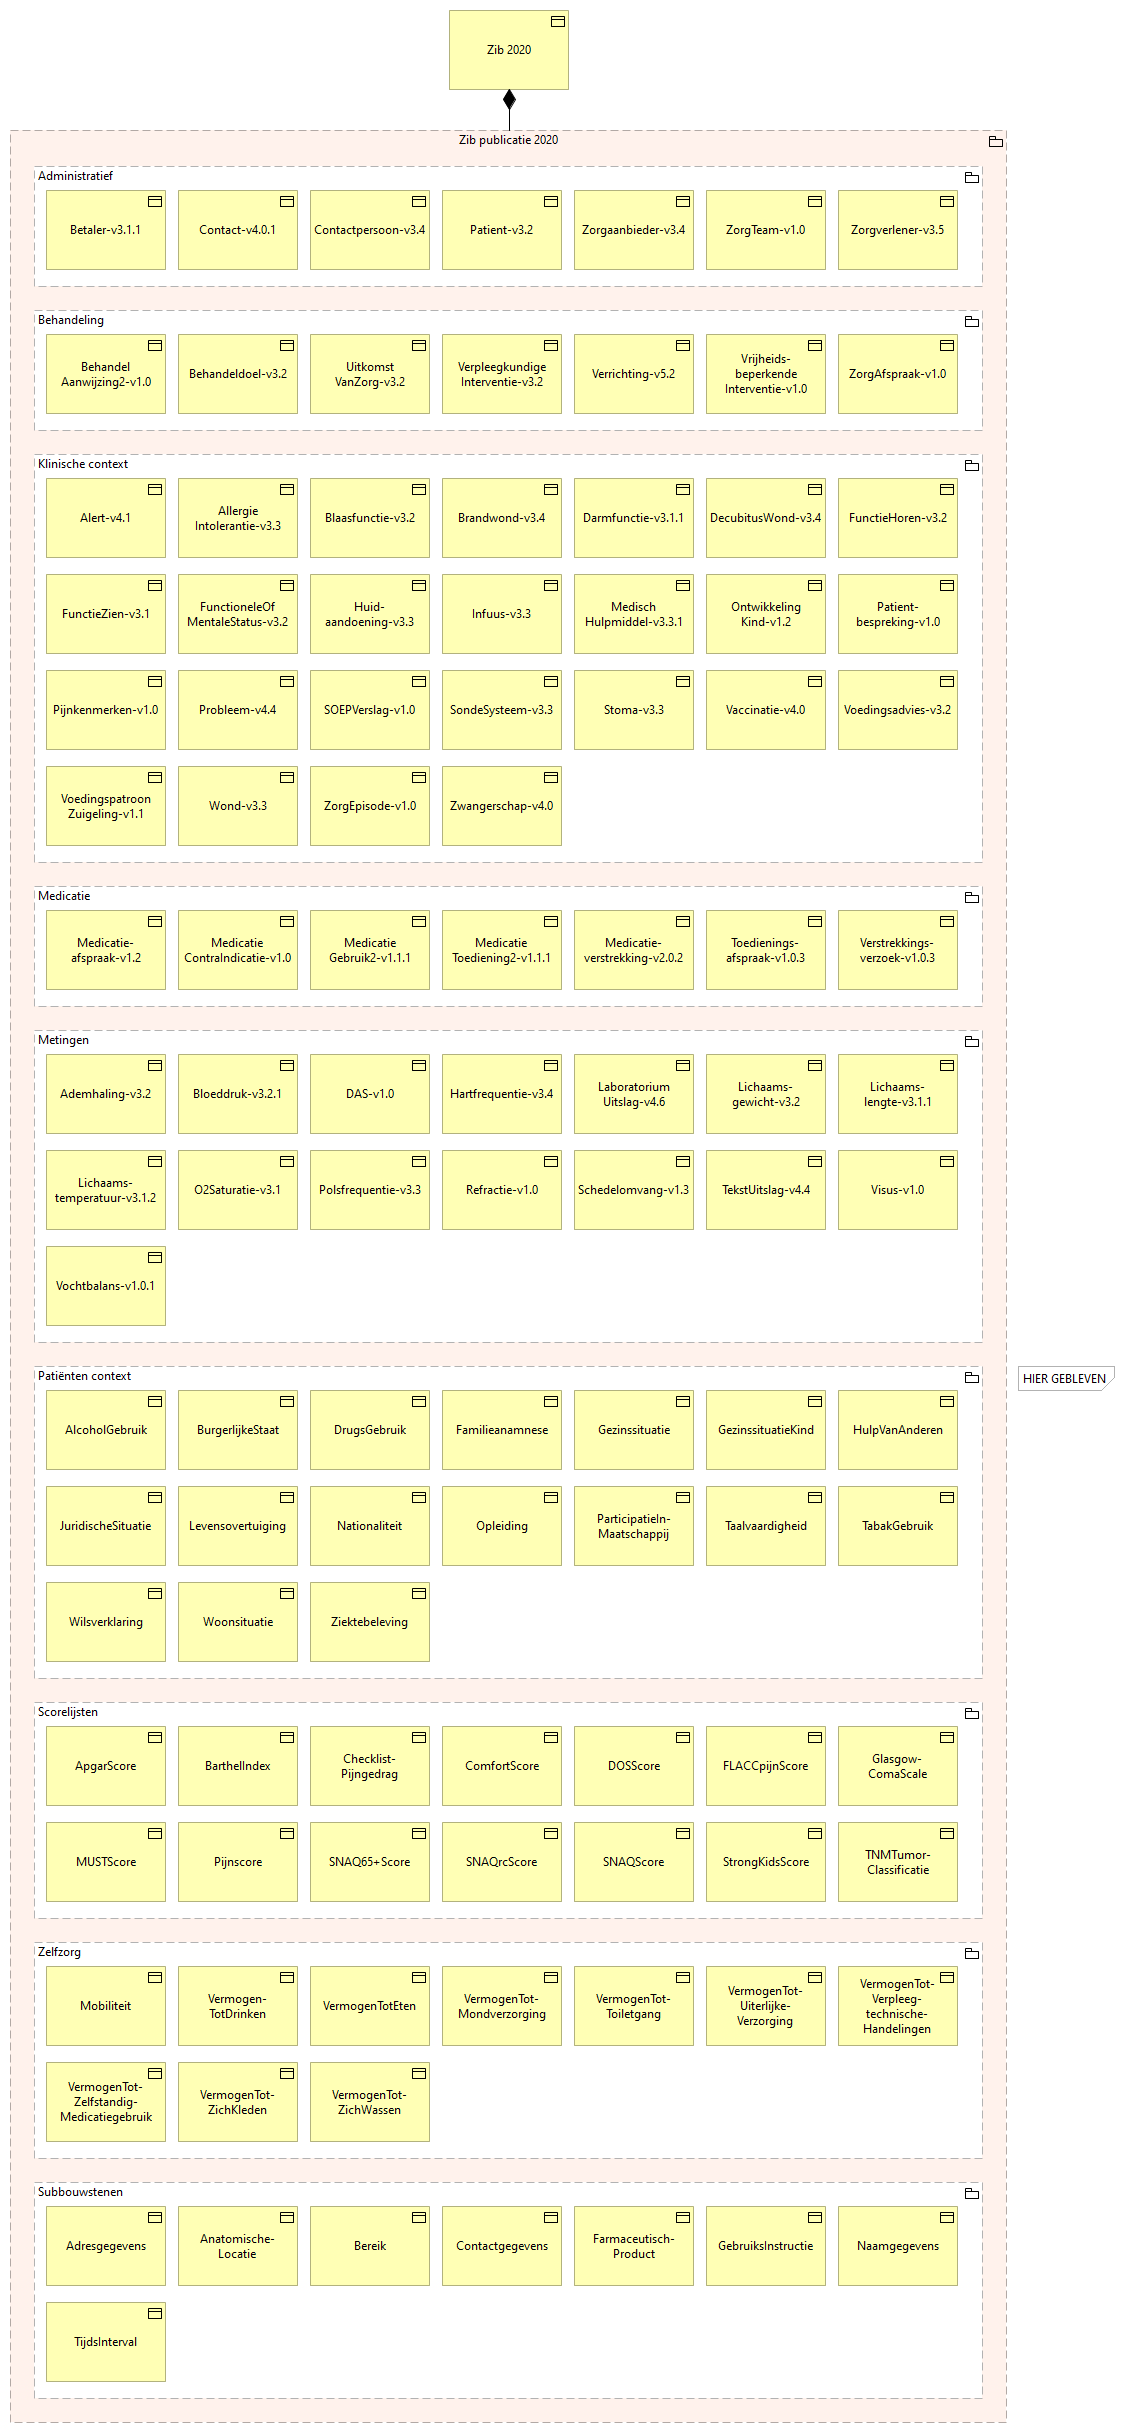 Zib 2020
Zib publicatie 2020
Administratief
Betaler-v3.1.1
Contact-v4.0.1
Contactpersoon-v3.4
Patient-v3.2
Zorgaanbieder-v3.4
ZorgTeam-v1.0
Zorgverlener-v3.5
Behandeling
Behandel
Aanwijzing2-v1.0
Behandeldoel-v3.2
Uitkomst
VanZorg-v3.2
Verpleegkundige
Interventie-v3.2
Verrichting-v5.2
Vrijheids-
beperkende
Interventie-v1.0
ZorgAfspraak-v1.0
Klinische context
Alert-v4.1
Allergie
Intolerantie-v3.3
Blaasfunctie-v3.2
Brandwond-v3.4
Darmfunctie-v3.1.1
DecubitusWond-v3.4
FunctieHoren-v3.2
FunctieZien-v3.1
FunctioneleOf
MentaleStatus-v3.2
Huid-
aandoening-v3.3
Infuus-v3.3
Medisch
Hulpmiddel-v3.3.1
Ontwikkeling
Kind-v1.2
Patient-
bespreking-v1.0
Pijnkenmerken-v1.0
Probleem-v4.4
SOEPVerslag-v1.0
SondeSysteem-v3.3
Stoma-v3.3
Vaccinatie-v4.0
Voedingsadvies-v3.2
Voedingspatroon
Zuigeling-v1.1
Wond-v3.3
ZorgEpisode-v1.0
Zwangerschap-v4.0
Medicatie
Medicatie-
afspraak-v1.2
Medicatie
ContraIndicatie-v1.0
Medicatie
Gebruik2-v1.1.1
Medicatie
Toediening2-v1.1.1
Medicatie-
verstrekking-v2.0.2
Toedienings-
afspraak-v1.0.3
Verstrekkings-
verzoek-v1.0.3
Metingen
Ademhaling-v3.2
Bloeddruk-v3.2.1
DAS-v1.0
Hartfrequentie-v3.4
Laboratorium
Uitslag-v4.6
Lichaams-
gewicht-v3.2
Lichaams-
lengte-v3.1.1
Lichaams-
temperatuur-v3.1.2
O2Saturatie-v3.1
Polsfrequentie-v3.3
Refractie-v1.0
Schedelomvang-v1.3
TekstUitslag-v4.4
Visus-v1.0
Vochtbalans-v1.0.1
Patiënten context
HIER GEBLEVEN
AlcoholGebruik
BurgerlijkeStaat
DrugsGebruik
Familieanamnese
Gezinssituatie
GezinssituatieKind
HulpVanAnderen
JuridischeSituatie
Levensovertuiging
Nationaliteit
Opleiding
ParticipatieIn-
Maatschappij
Taalvaardigheid
TabakGebruik
Wilsverklaring
Woonsituatie
Ziektebeleving
Scorelijsten
ApgarScore
BarthelIndex
Checklist-
Pijngedrag
ComfortScore
DOSScore
FLACCpijnScore
Glasgow-
ComaScale
MUSTScore
Pijnscore
SNAQ65+Score
SNAQrcScore
SNAQScore
StrongKidsScore
TNMTumor-
Classificatie
Zelfzorg
Mobiliteit
Vermogen-
TotDrinken
VermogenTotEten
VermogenTot-
Mondverzorging
VermogenTot-
Toiletgang
VermogenTot-
Uiterlijke-
Verzorging
VermogenTot-
Verpleeg-
technische-
Handelingen
VermogenTot-
Zelfstandig-
Medicatiegebruik
VermogenTot-
ZichKleden
VermogenTot-
ZichWassen
Subbouwstenen
Adresgegevens
Anatomische-
Locatie
Bereik
Contactgegevens
Farmaceutisch-
Product
GebruiksInstructie
Naamgegevens
TijdsInterval